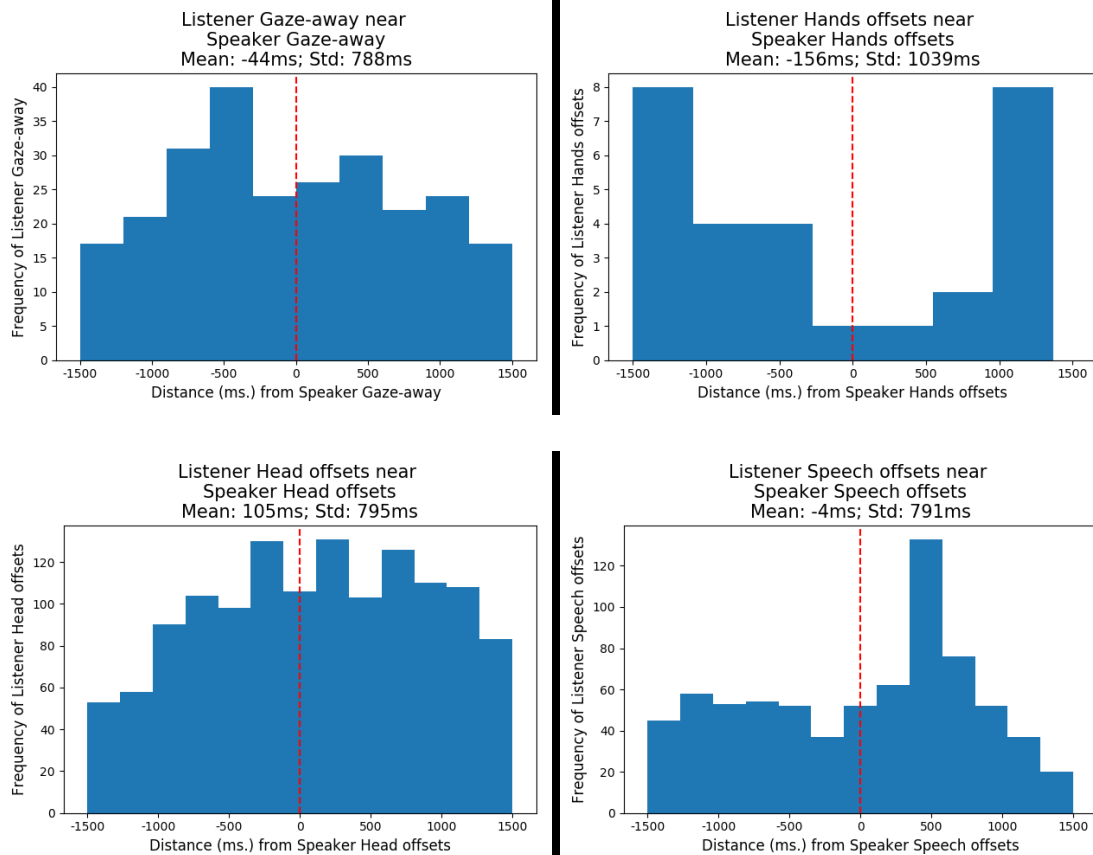 Listener Gaze-away near
Speaker Gaze-away
Mean: -44ms; Std: 788ms
Frequency of Listener Gaze-away
40
35
30
25
20
15
10
5
0
-1500 -1000 -500 0 500 1000 1500
Distance (ms.) from Speaker Gaze-away
Listener Hands offsets near
Speaker Hands offsets
Mean: -156ms; Std: 1039ms
Frequency of Listener Hands offsets
8
7
6
5
4
3
2
1
0
-1500 -1000 -500 0 500 1000 1500
Distance (ms.) from Speaker Hands offsets
Listener Head offsets near
Speaker Head offsets
Mean: 105ms; Std: 795ms
Frequency of Listener Head offsets
120
100
80
60
40
20
0
-1500 -1000 -500 0 500 1000 1500
Distance (ms.) from Speaker Head offsets
Listener Speech offsets near
Speaker Speech offsets
Mean: -4ms; Std: 791ms
Frequency of Listener Speech offsets
120
100
80
60
40
20
0
-1500 -1000 -500 0 500 1000 1500
Distance (ms.) from Speaker Speech offsets